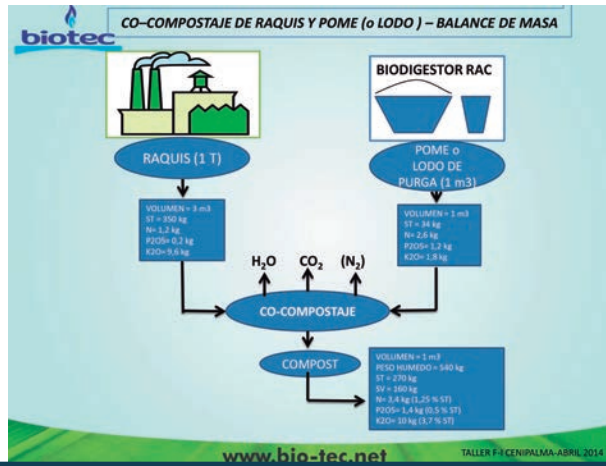 biotec
CO–COMPOSTAJE DE RAQUIS Y POME (o LODO ) – BALANCE DE MASA
BIODIGESTOR RAC
RAQUIS (1 T)
POME o
LODO DE
PURGA (1 m3)
VOLUMEN = 3 m3
ST = 350 kg
N= 1,2 kg
P2O5= 0,2 kg
K2O= 9,6 kg
VOLUMEN = 1 m3
ST = 34 kg
N= 2,6 kg
P2O5= 1,2 kg
K2O= 1,8 kg
H₂O CO₂ (N₂)
CO-COMPOSTAJE
COMPOST
VOLUMEN = 1 m3
PESO HUMEDO = 540 kg
ST = 270 kg
SV = 160 kg
N= 3,4 kg (1,25 % ST)
P2O5= 1,4 kg (0,5 % ST)
K2O= 10 kg (3,7 % ST)
www.bio-tec.net
TALLER F-I CENIPALMA-ABRIL 2014